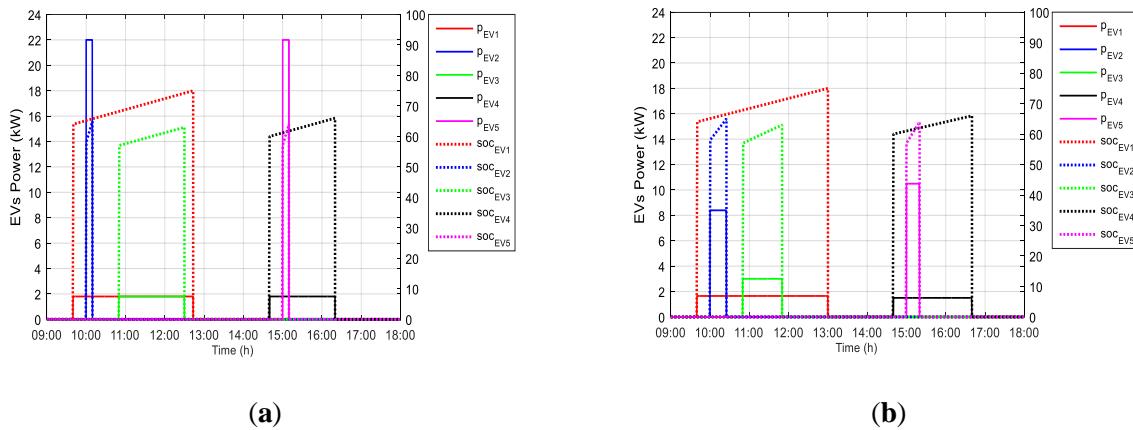 24
22
20
18
16
14
12
10
8
6
4
2
0
EVs Power (kW)
100
90
80
70
60
50
40
30
20
10
0
09:00 10:00 11:00 12:00 13:00 14:00 15:00 16:00 17:00 18:00
Time (h)
pEV1
pEV2
pEV3
pEV4
pEV5
socEV1
socEV2
socEV3
socEV4
socEV5
(a)
24
22
20
18
16
14
12
10
8
6
4
2
0
EVs Power (kW)
100
90
80
70
60
50
40
30
20
10
0
09:00 10:00 11:00 12:00 13:00 14:00 15:00 16:00 17:00 18:00
Time (h)
pEV1
pEV2
pEV3
pEV4
pEV5
socEV1
socEV2
socEV3
socEV4
socEV5
(b)